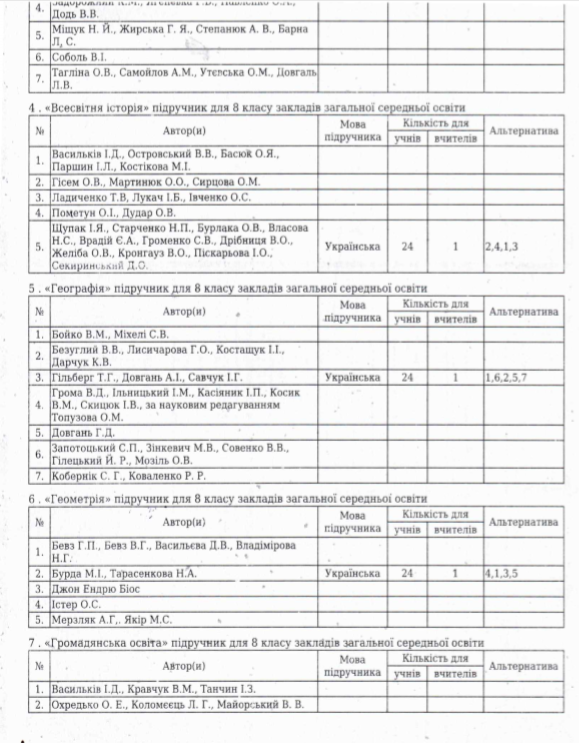 4.
Додь В.В.
5. Міщук Н. Й., Жирська Г. Я., Степанюк А. В., Барна
Л, С.
6. Соболь В.І.
7. Тагліна О.В., Самойлов А.М., Утєвська О.М., Довгаль
Л.В.
4 . «Всесвітня історія» підручник для 8 класу закладів загальної середньої освіти
№ Автор(и) Мова підручника Кількість для Альтернатива
учнів вчителів
1. Васильків І.Д., Островський В.В., Басюк О.Я.,
Паршин І.Л., Костікова М.І.
2. Гісем О.В., Мартинюк О.О., Сирцова О.М.
3. Ладиченко Т.В, Лукач І.Б., Івченко О.С.
4. Пометун О.І., Дудар О.В.
5. Щупак І.Я., Старченко Н.П., Бурлака О.В., Власова
Н.С., Врадій Є.А., Громенко С.В., Дрібниця В.О.,
Желіба О.В., Кронгауз В.О., Піскарьова І.О.,
Секиринський Д.О. Українська 24 1 2,4,1,3
5 . «Географія» підручник для 8 класу закладів загальної середньої освіти
№ Автор(и) Мова підручника Кількість для Альтернатива
учнів вчителів
1. Бойко В.М., Міхелі С.В.
2. Безуглий В.В., Лисичарова Г.О., Костащук І.І.,
Дарчук К.В.
3. Гільберг Т.Г., Довгань А.І., Савчук І.Г. Українська 24 1 1,6,2,5,7
4. Грома В.Д., Ільницький І.М., Касіяник І.П., Косик
В.М., Скицюк І.В., за науковим редагуванням
Топузова О.М.
5. Довгань Г.Д.
6. Запотоцький С.П., Зінкевич М.В., Совенко В.В.,
Гілецький Й. Р., Мозіль О.В.
7. Кобернік С. Г., Коваленко Р. Р.
6 . «Геометрія» підручник для 8 класу закладів загальної середньої освіти
№ Автор(и) Мова підручника Кількість для Альтернатива
учнів вчителів
1. Бевз Г.П., Бевз В.Г., Васильєва Д.В., Владімірова
Н.Г.
2. Бурда М.І., Тарасенкова Н.А. Українська 24 1 4,1,3,5
3. Джон Ендрю Біос
4. Істер О.С.
5. Мерзляк А.Г,. Якір М.С.
7 . «Громадянська освіта» підручник для 8 класу закладів загальної середньої освіти
№ Автор(и) Мова підручника Кількість для Альтернатива
учнів вчителів
1. Васильків І.Д., Кравчук В.М., Танчин І.З.
2. Охредько О. Е., Коломоєць Л. Г., Майорський В. В.